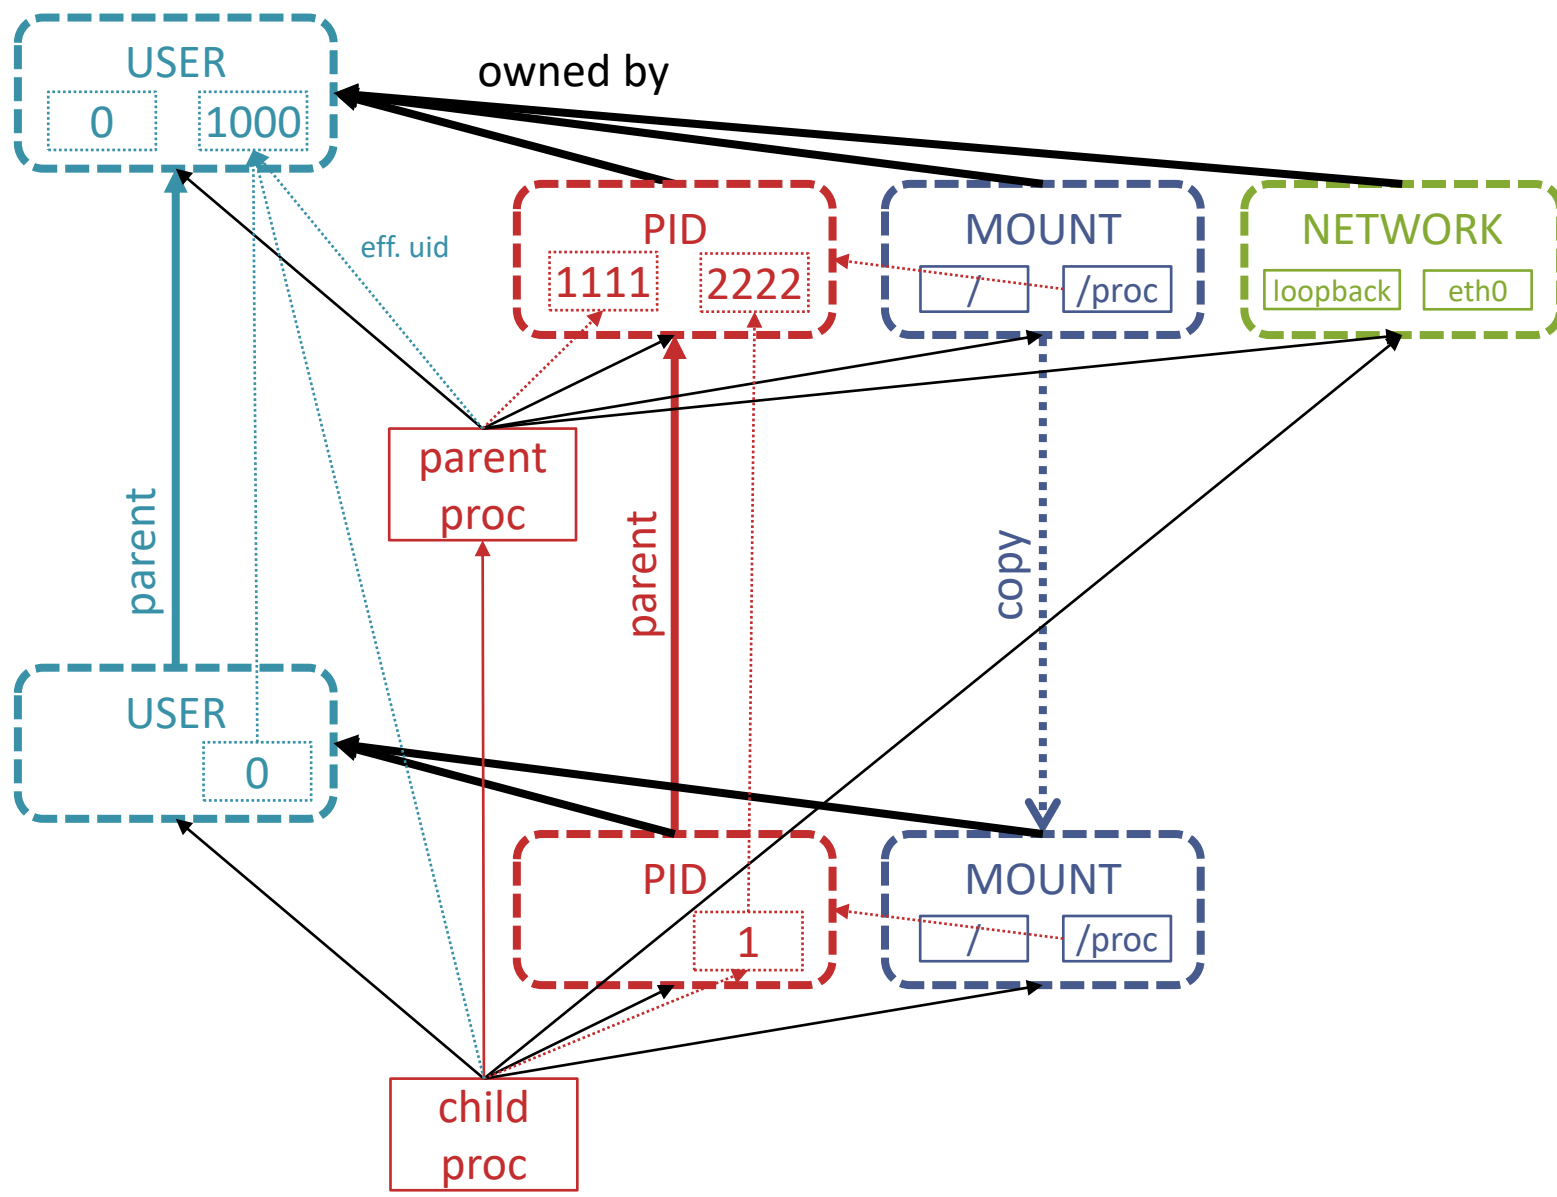 USER
0
1000
owned by
eff. uid
PID
1111
2222
MOUNT
/
/proc
NETWORK
loopback
eth0
parent
proc
parent
parent
copy
USER
0
PID
1
MOUNT
/
/proc
child
proc